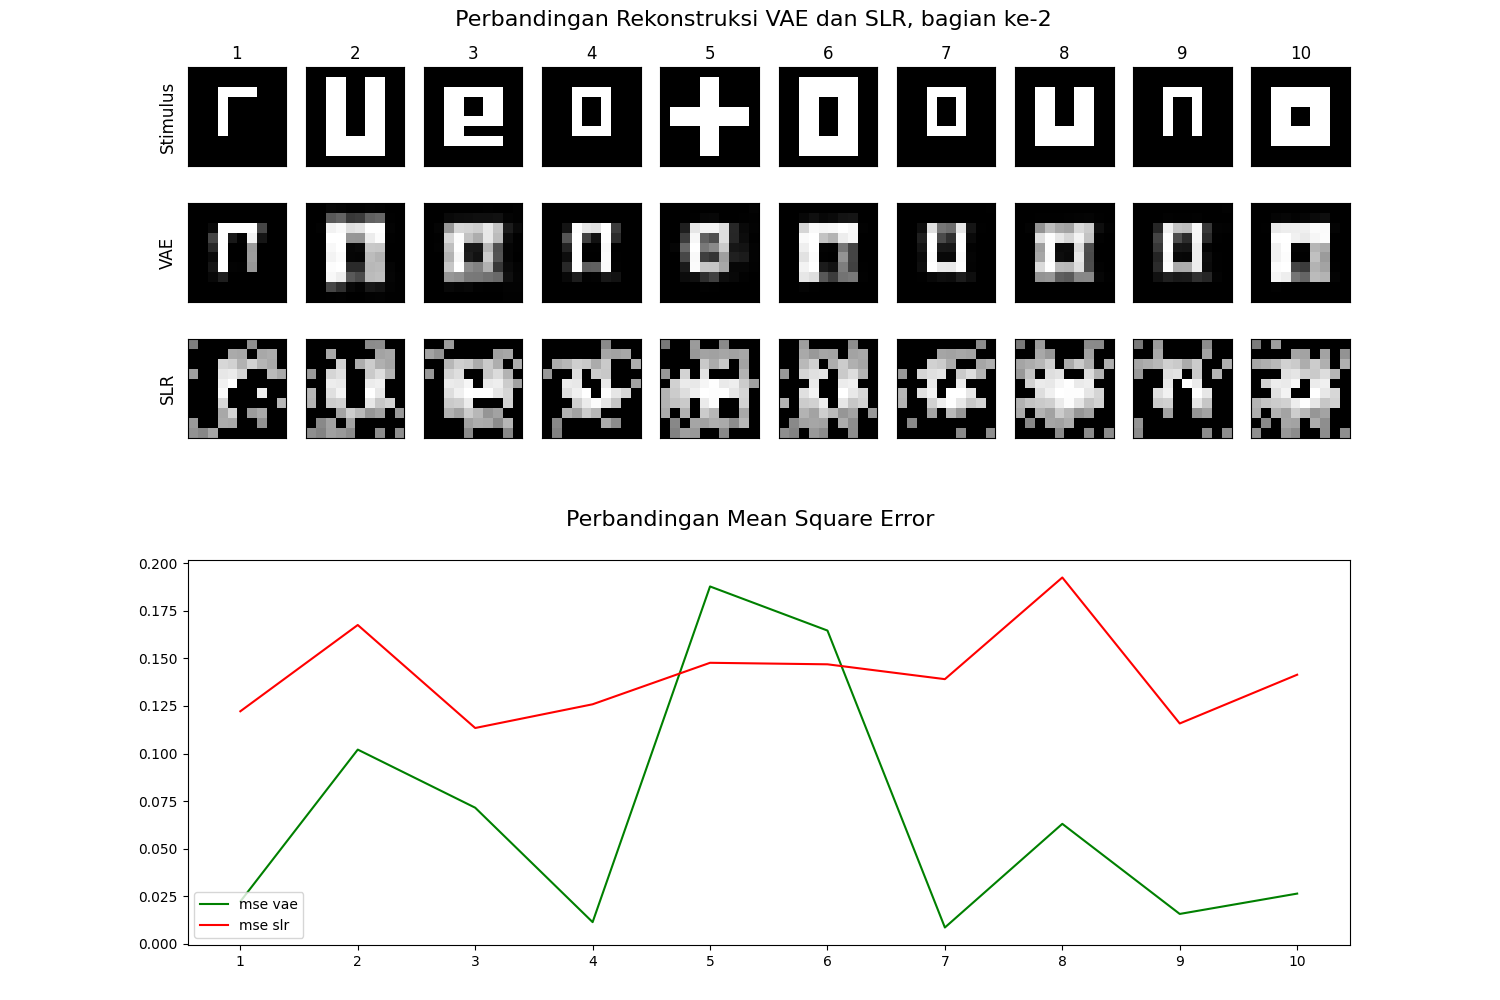 Perbandingan Rekonstruksi VAE dan SLR, bagian ke-2
1 2 3 4 5 6 7 8 9 10
Stimulus
VAE
SLR
Perbandingan Mean Square Error
0.200
0.175
0.150
0.125
0.100
0.075
0.050
0.025
0.000
mse vae
mse slr
1 2 3 4 5 6 7 8 9 10